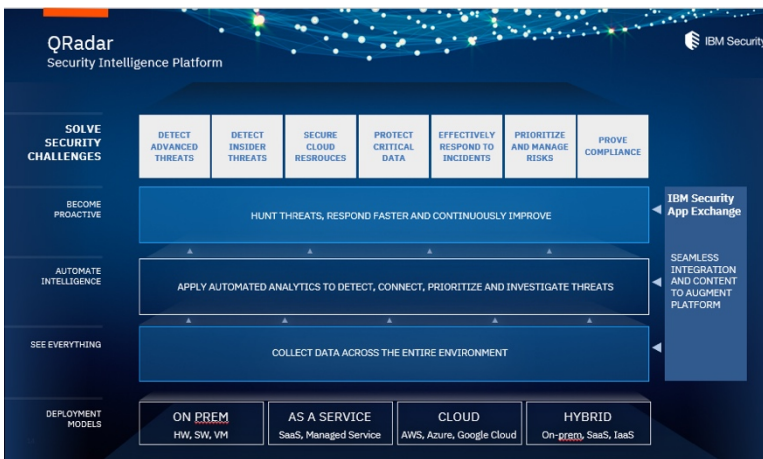 QRadar
Security Intelligence Platform
IBM Security
SOLVE
SECURITY
CHALLENGES
DETECT
ADVANCED
THREATS
DETECT
INSIDER
THREATS
SECURE
CLOUD
RESROUCES
PROTECT
CRITICAL
DATA
EFFECTIVELY
RESPOND TO
INCIDENTS
PRIORITIZE
AND MANAGE
RISKS
PROVE
COMPLIANCE
BECOME
PROACTIVE
HUNT THREATS, RESPOND FASTER AND CONTINUOUSLY IMPROVE
IBM Security
App Exchange
SEAMLESS
INTEGRATION
AND CONTENT
TO AUGMENT
PLATFORM
AUTOMATE
INTELLIGENCE
APPLY AUTOMATED ANALYTICS TO DETECT, CONNECT, PRIORITIZE AND INVESTIGATE THREATS
SEE EVERYTHING
COLLECT DATA ACROSS THE ENTIRE ENVIRONMENT
DEPLOYMENT
MODELS
ON PREM
HW, SW, VM
AS A SERVICE
SaaS, Managed Service
CLOUD
AWS, Azure, Google Cloud
HYBRID
On-prem, SaaS, IaaS